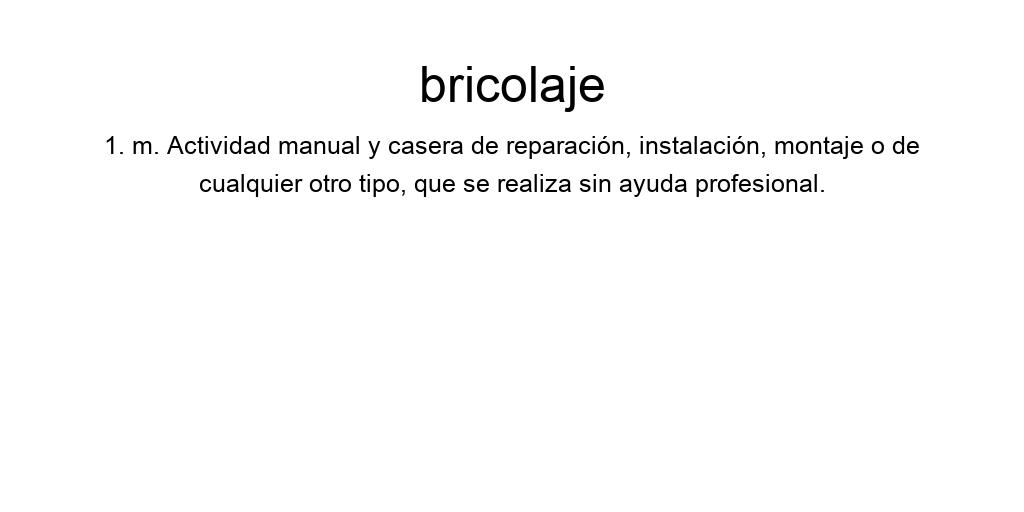 bricolaje
1. m. Actividad manual y casera de reparación, instalación, montaje o de
cualquier otro tipo, que se realiza sin ayuda profesional.